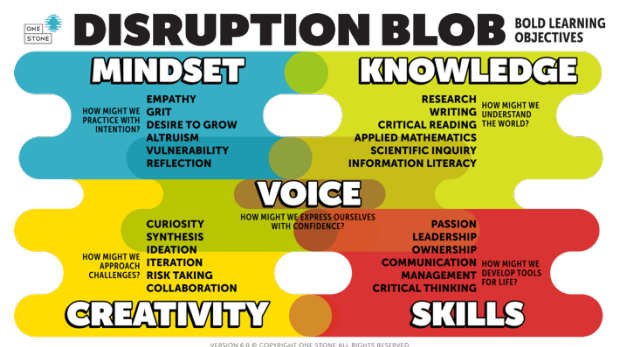 ONE
STONE
DISRUPTION BLOB
BOLD LEARNING
OBJECTIVES
MINDSET
HOW MIGHT WE
PRACTICE WITH
INTENTION?
EMPATHY
GRIT
DESIRE TO GROW
ALTRUISM
VULNERABILITY
REFLECTION
KNOWLEDGE
RESEARCH
WRITING
CRITICAL READING
APPLIED MATHEMATICS
SCIENTIFIC INQUIRY
INFORMATION LITERACY
HOW MIGHT WE
UNDERSTAND
THE WORLD?
VOICE
HOW MIGHT WE EXPRESS OURSELVES
WITH CONFIDENCE?
HOW MIGHT WE
APPROACH
CHALLENGES?
CURIOSITY
SYNTHESIS
IDEATION
ITERATION
RISK TAKING
COLLABORATION
CREATIVITY
PASSION
LEADERSHIP
OWNERSHIP
COMMUNICATION
MANAGEMENT
CRITICAL THINKING
HOW MIGHT WE
DEVELOP TOOLS
FOR LIFE?
SKILLS
VERSION 6.0 © COPYRIGHT ONE STONE ALL RIGHTS RESERVED